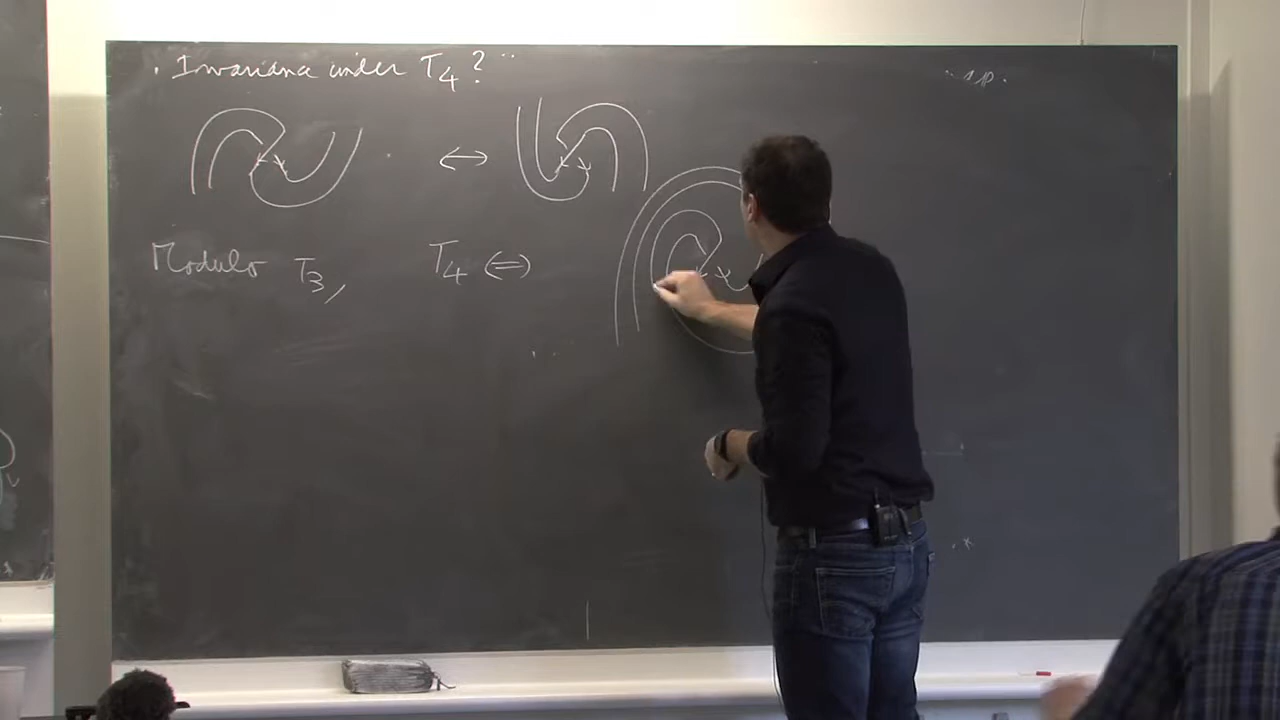 . Invariance under T4?
↔
Modulo T3, T4 ⇔